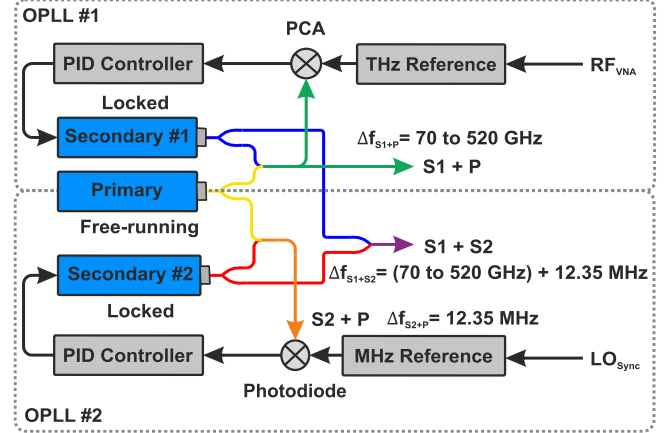 OPLL #1
PCA
PID Controller
THz Reference
RF_VNA
Locked
Secondary #1
Δf_S1+P = 70 to 520 GHz
S1 + P
Primary
Free-running
S1 + S2
Secondary #2
Δf_S1+S2 = (70 to 520 GHz) + 12.35 MHz
Locked
S2 + P
Δf_S2+P = 12.35 MHz
PID Controller
MHz Reference
LO_Sync
Photodiode
OPLL #2